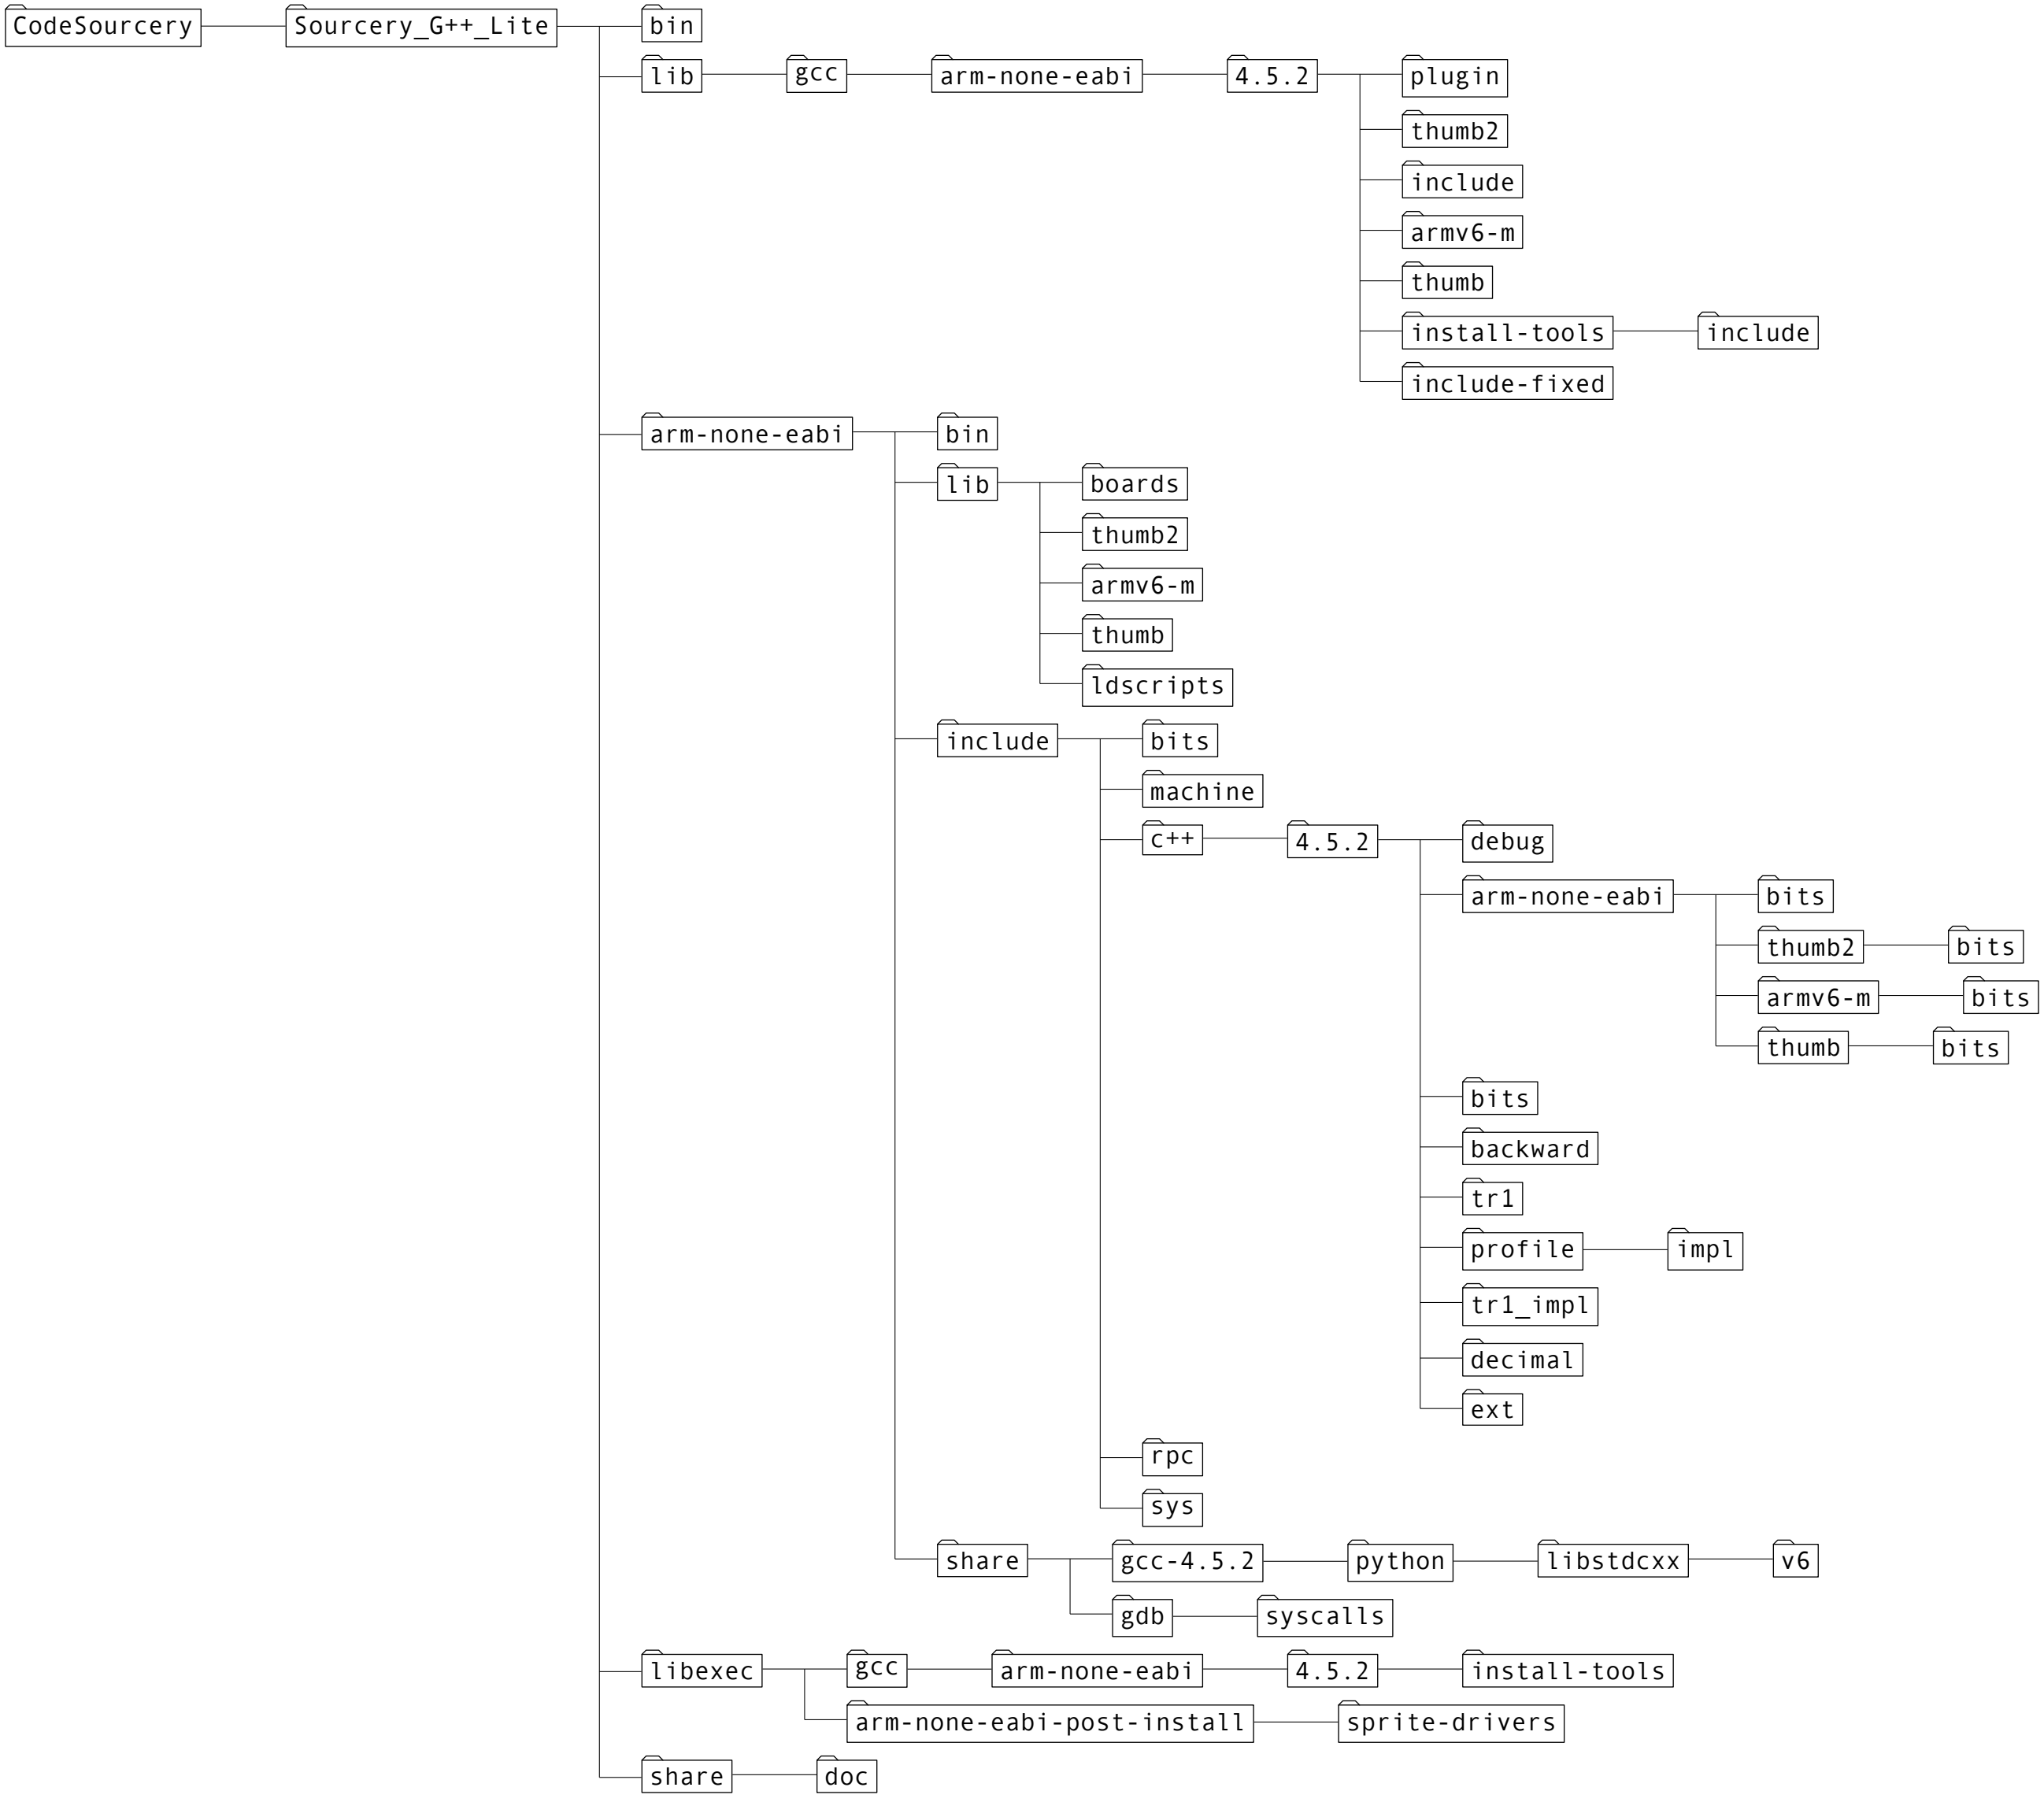 CodeSourcery Sourcery_G++_Lite bin
lib gcc arm-none-eabi 4.5.2 plugin
thumb2
include
armv6-m
thumb
install-tools include
include-fixed
arm-none-eabi bin
lib boards
thumb2
armv6-m
thumb
ldscripts
include bits
machine
c++ 4.5.2 debug
arm-none-eabi bits
thumb2 bits
armv6-m bits
thumb bits
bits
backward
tr1
profile impl
tr1_impl
decimal
ext
rpc
sys
share gcc-4.5.2 python libstdcxx v6
gdb syscalls
libexec gcc arm-none-eabi 4.5.2 install-tools
arm-none-eabi-post-install sprite-drivers
share doc